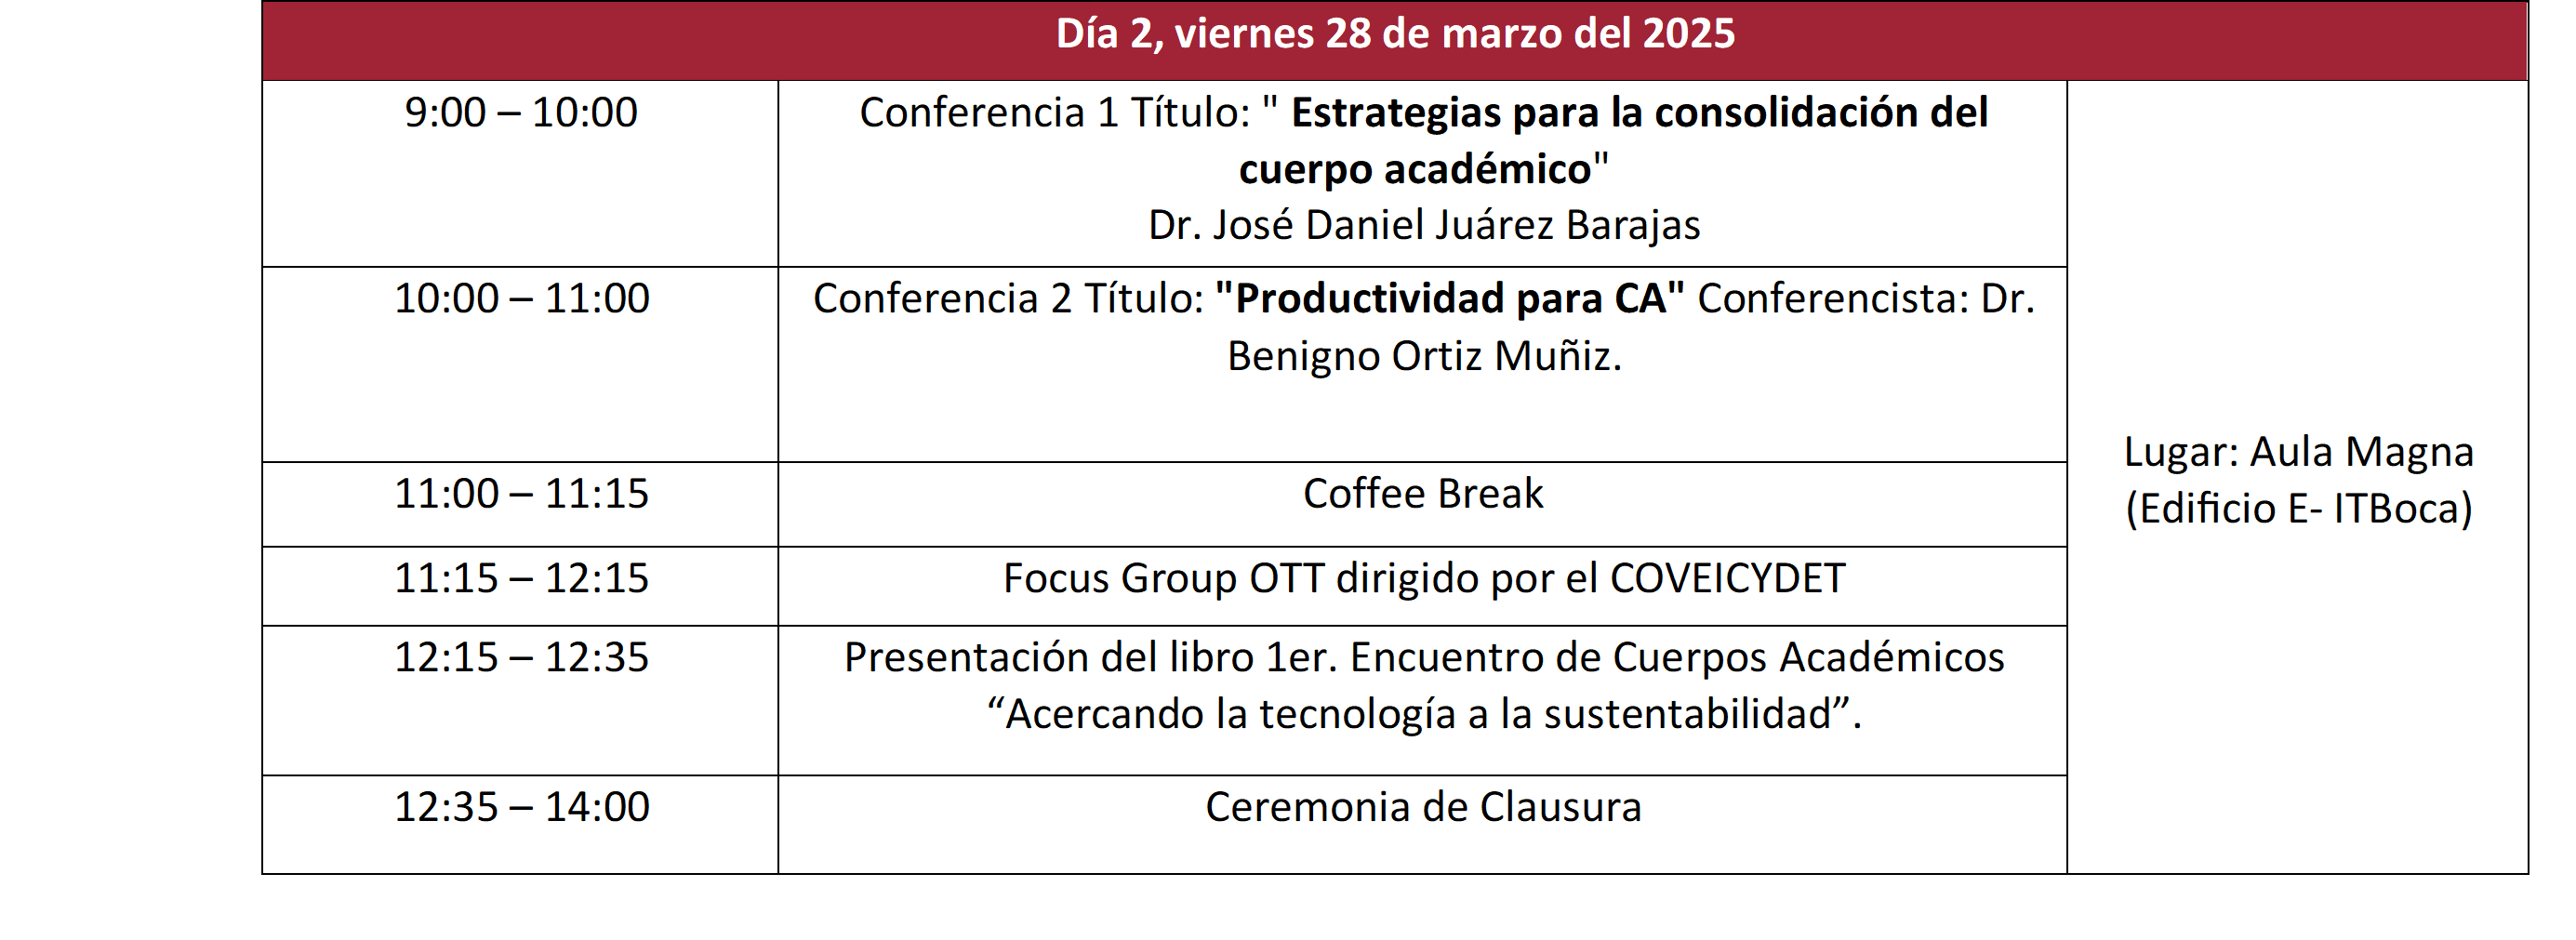 Día 2, viernes 28 de marzo del 2025
9:00 – 10:00
Conferencia 1 Título: " Estrategias para la consolidación del
cuerpo académico"
Dr. José Daniel Juárez Barajas
10:00 – 11:00
Conferencia 2 Título: "Productividad para CA" Conferencista: Dr.
Benigno Ortiz Muñiz.
11:00 – 11:15
Coffee Break
11:15 – 12:15
Focus Group OTT dirigido por el COVEICYDET
12:15 – 12:35
Presentación del libro 1er. Encuentro de Cuerpos Académicos
“Acercando la tecnología a la sustentabilidad”.
12:35 – 14:00
Ceremonia de Clausura
Lugar: Aula Magna
(Edificio E- ITBoca)